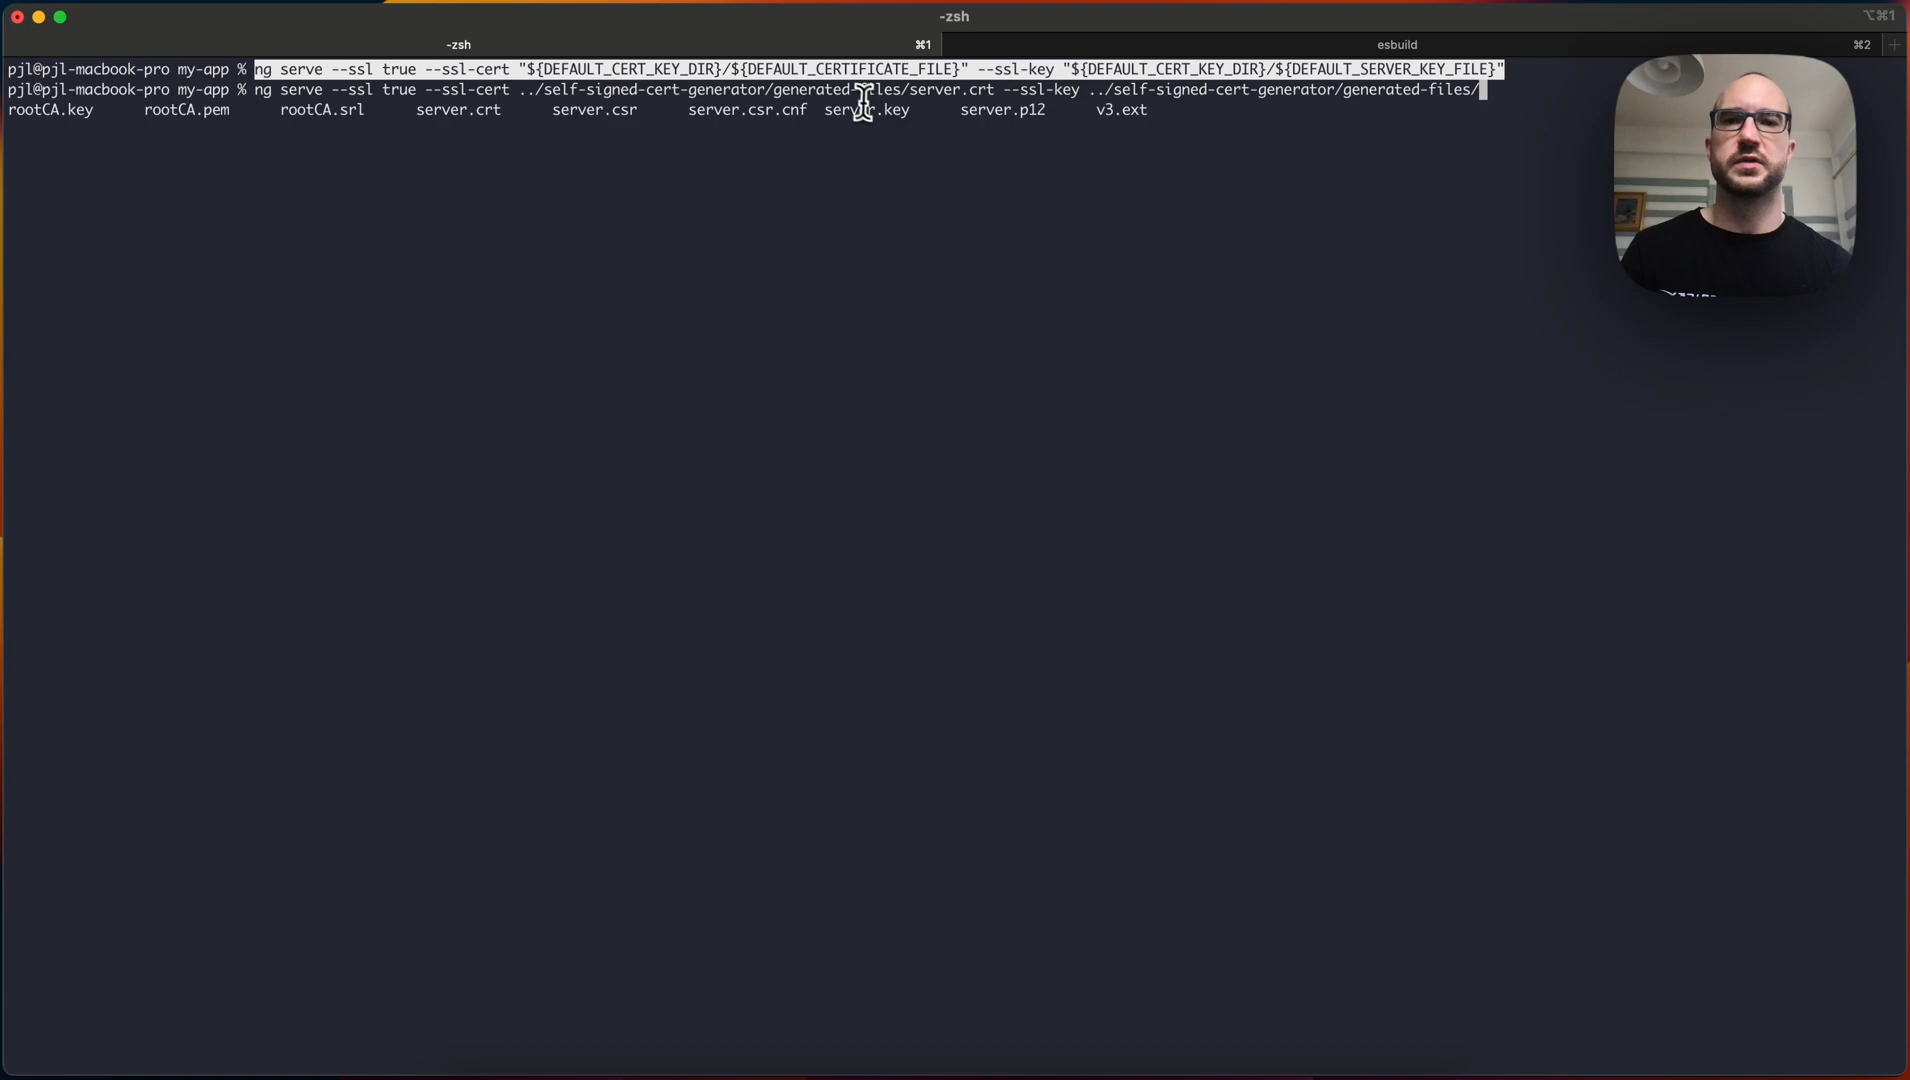 -zsh
⌥⌘1
-zsh ⌘1 esbuild ⌘2 +
pjl@pjl-macbook-pro my-app % ng serve --ssl true --ssl-cert "${DEFAULT_CERT_KEY_DIR}/${DEFAULT_CERTIFICATE_FILE}" --ssl-key "${DEFAULT_CERT_KEY_DIR}/${DEFAULT_SERVER_KEY_FILE}"
pjl@pjl-macbook-pro my-app % ng serve --ssl true --ssl-cert ../self-signed-cert-generator/generated-files/server.crt --ssl-key ../self-signed-cert-generator/generated-files/
rootCA.key rootCA.pem rootCA.srl server.crt server.csr server.csr.cnf server.key server.p12 v3.ext